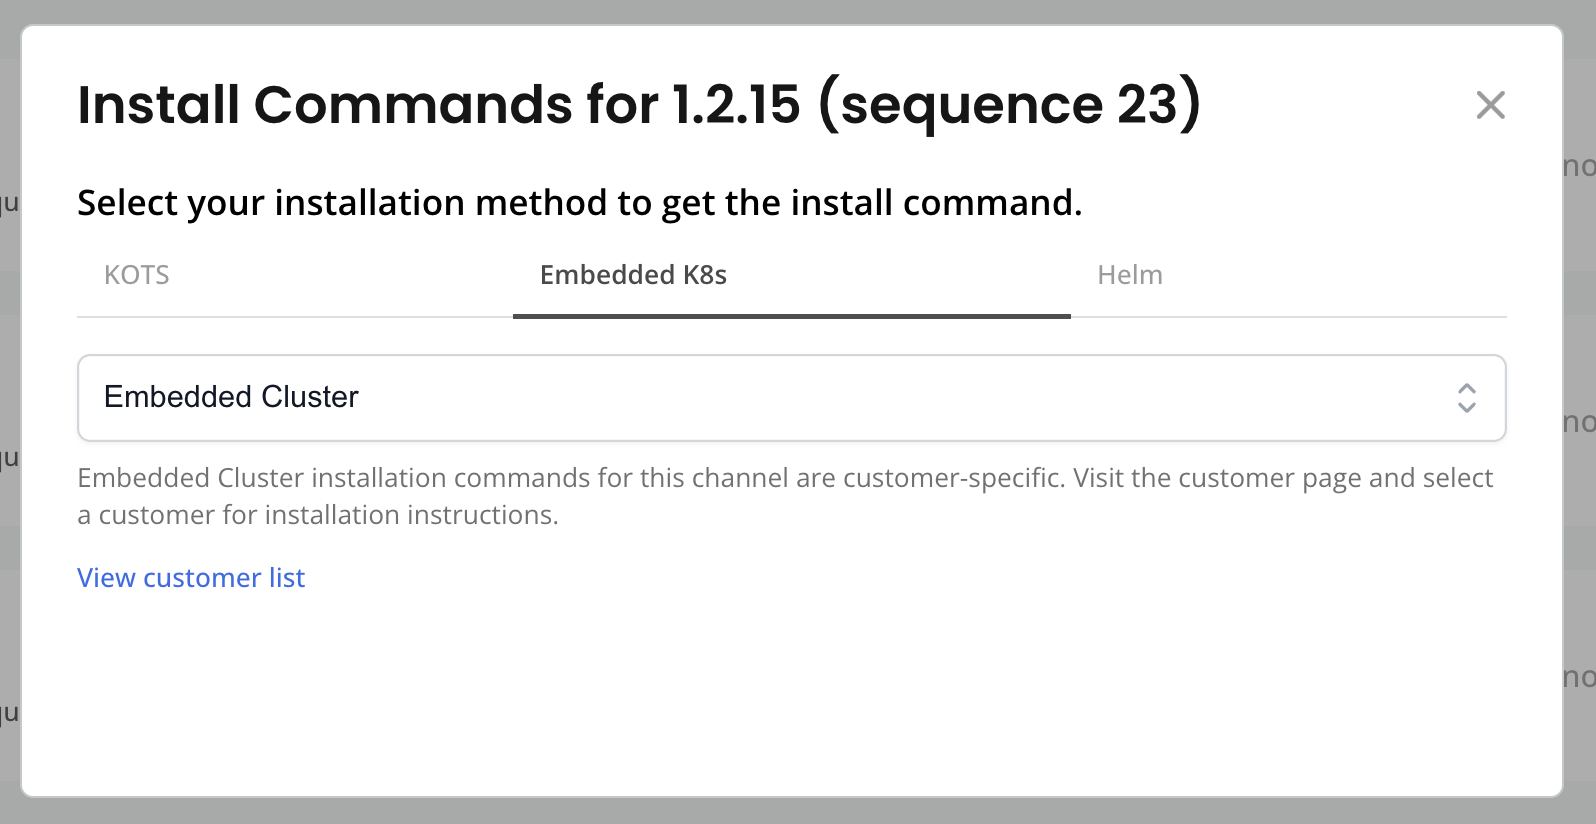 Install Commands for 1.2.15 (sequence 23)
Select your installation method to get the install command.
KOTS
Embedded K8s
Helm
Embedded Cluster
Embedded Cluster installation commands for this channel are customer-specific. Visit the customer page and select
a customer for installation instructions.
View customer list